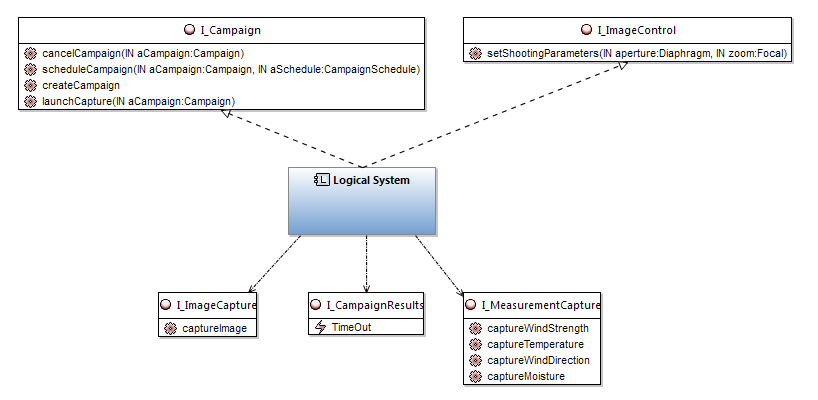 I_Campaign
cancelCampaign(IN aCampaign:Campaign)
scheduleCampaign(IN aCampaign:Campaign, IN aSchedule:CampaignSchedule)
createCampaign
launchCapture(IN aCampaign:Campaign)
I_ImageControl
setShootingParameters(IN aperture:Diaphragm, IN zoom:Focal)
L Logical System
I_ImageCapture
captureImage
I_CampaignResults
TimeOut
I_MeasurementCapture
captureWindStrength
captureTemperature
captureWindDirection
captureMoisture